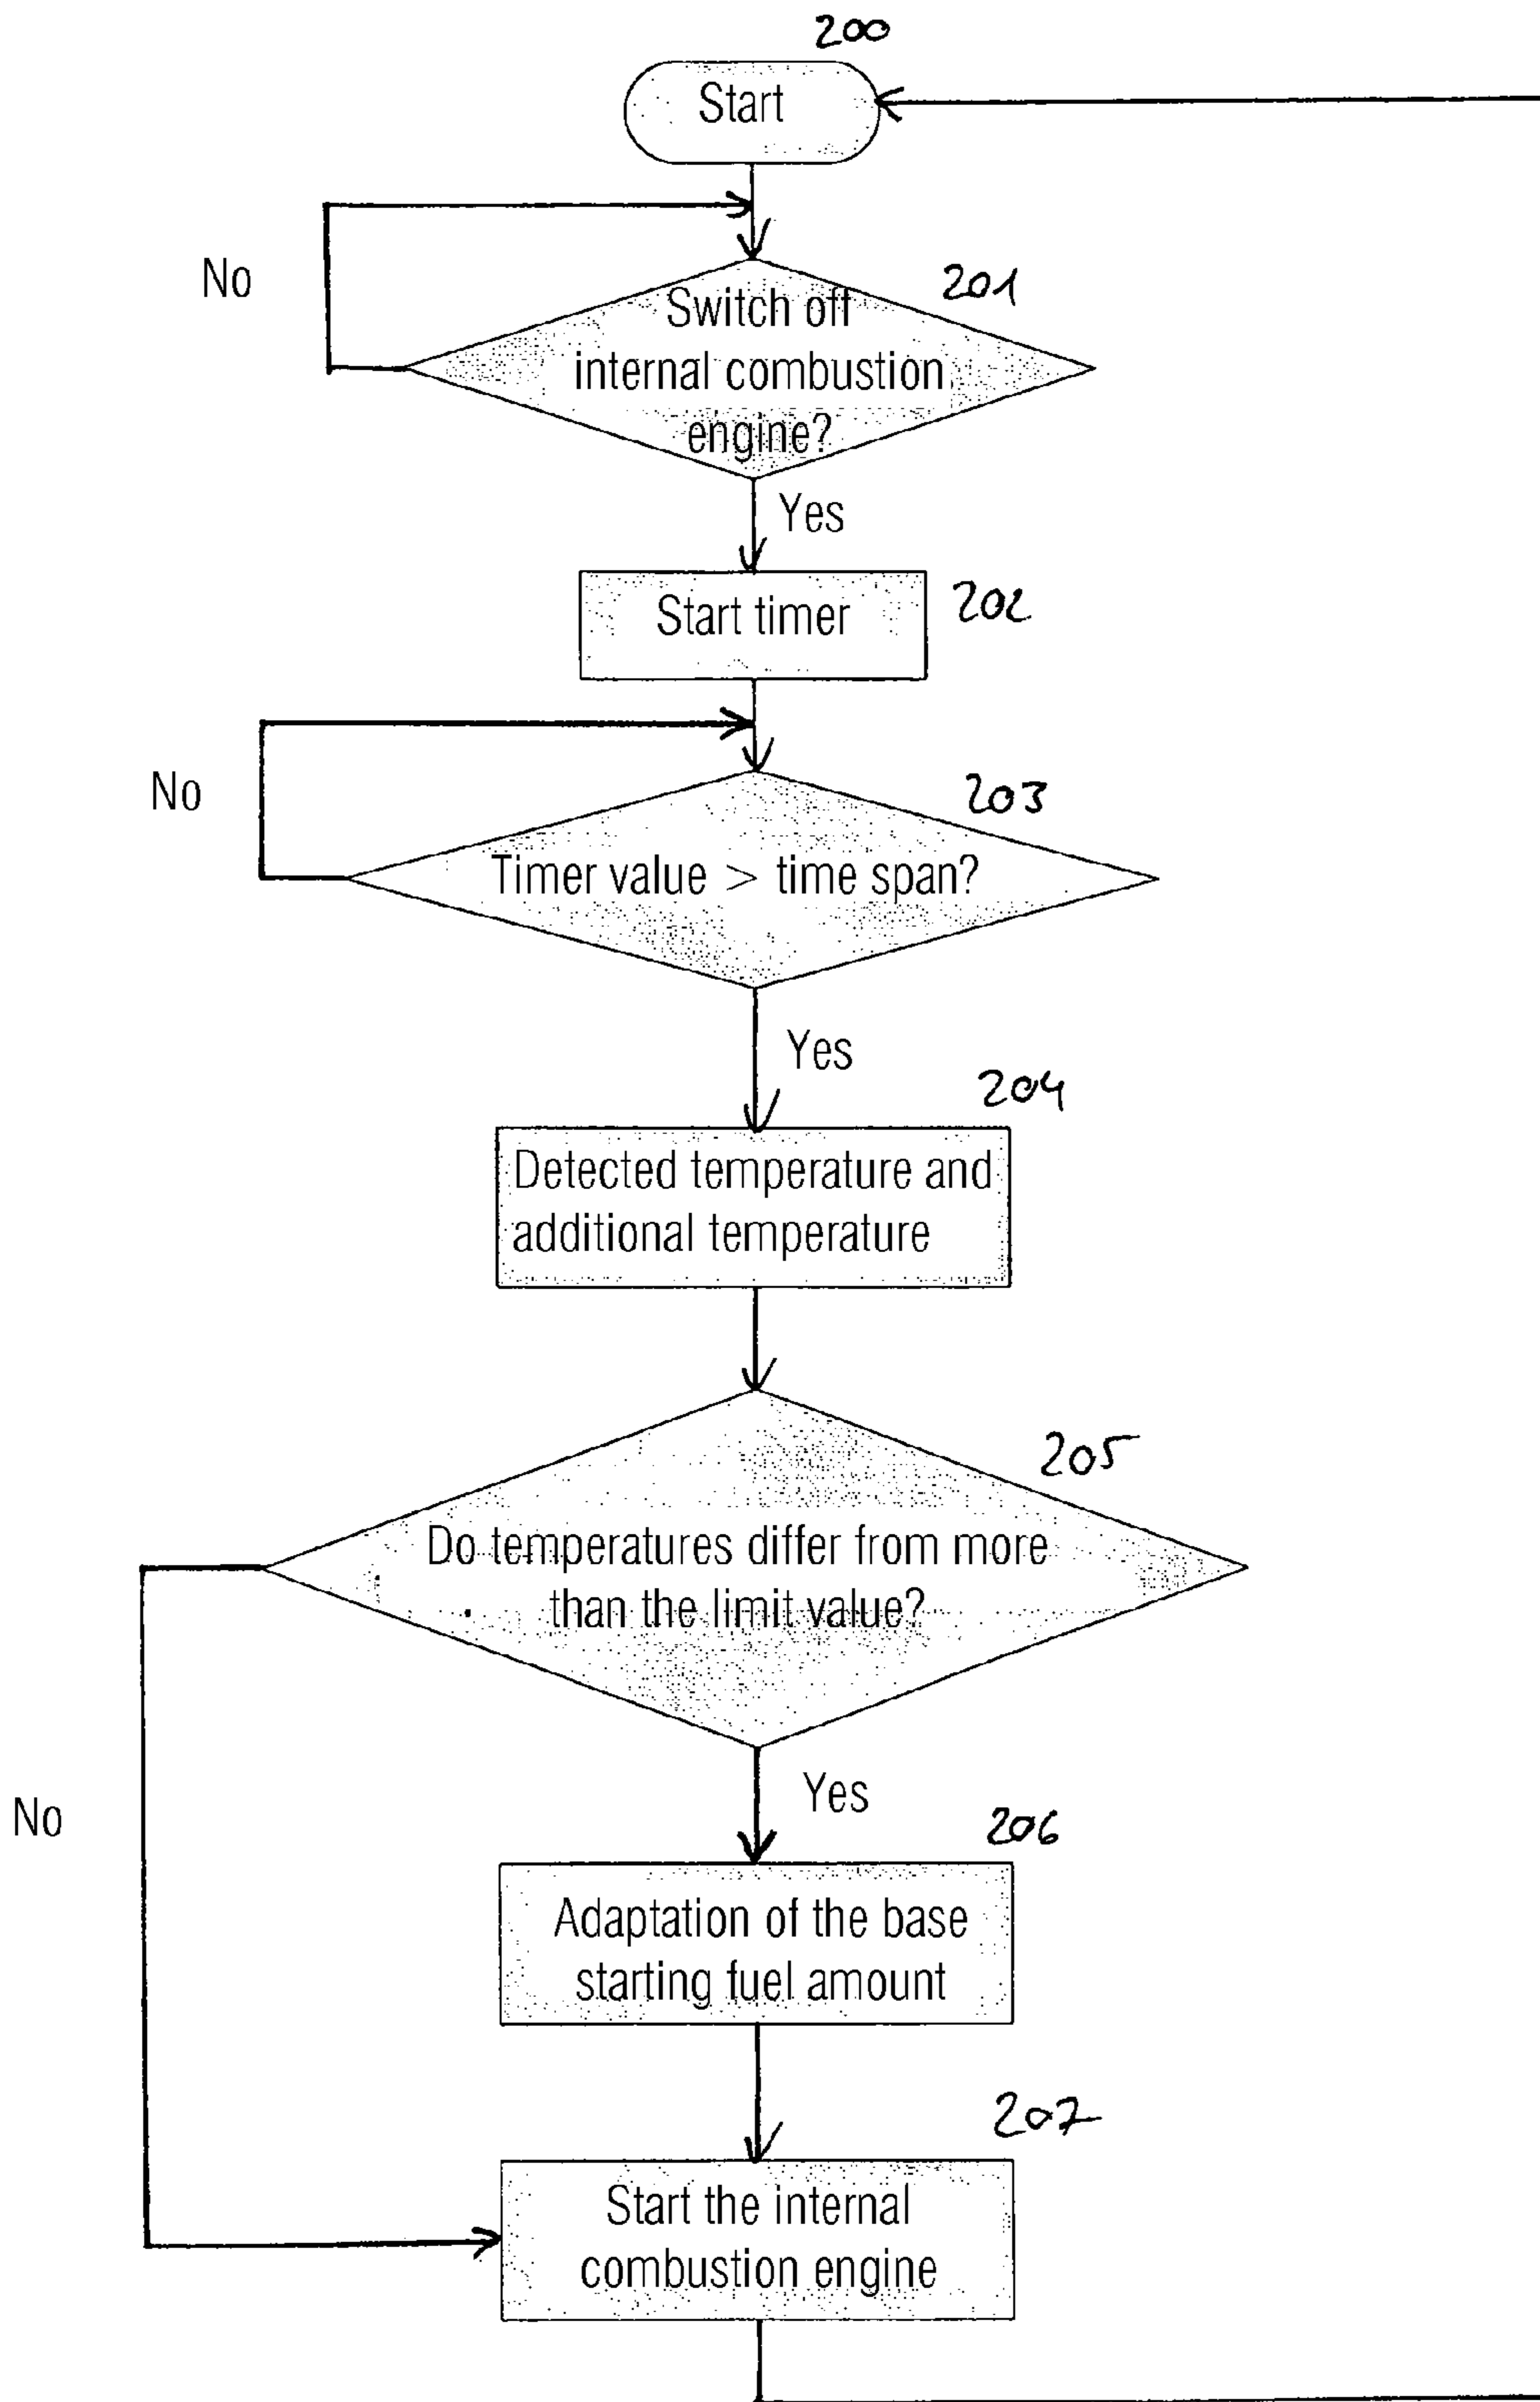 200
Start
No
201
Switch off
internal combustion
engine?
Yes
Start timer
202
No
203
Timer value > time span?
Yes
204
Detected temperature and
additional temperature
205
Do temperatures differ from more
than the limit value?
No
Yes
206
Adaptation of the base
starting fuel amount
207
Start the internal
combustion engine